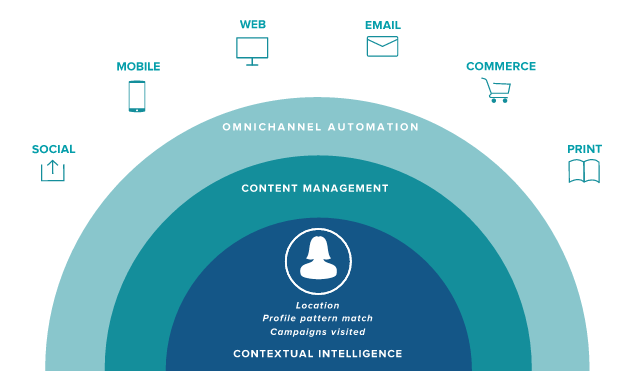 WEB
EMAIL
MOBILE
COMMERCE
OMNICHANNEL AUTOMATION
SOCIAL
PRINT
CONTENT MANAGEMENT
Location
Profile pattern match
Campaigns visited
CONTEXTUAL INTELLIGENCE